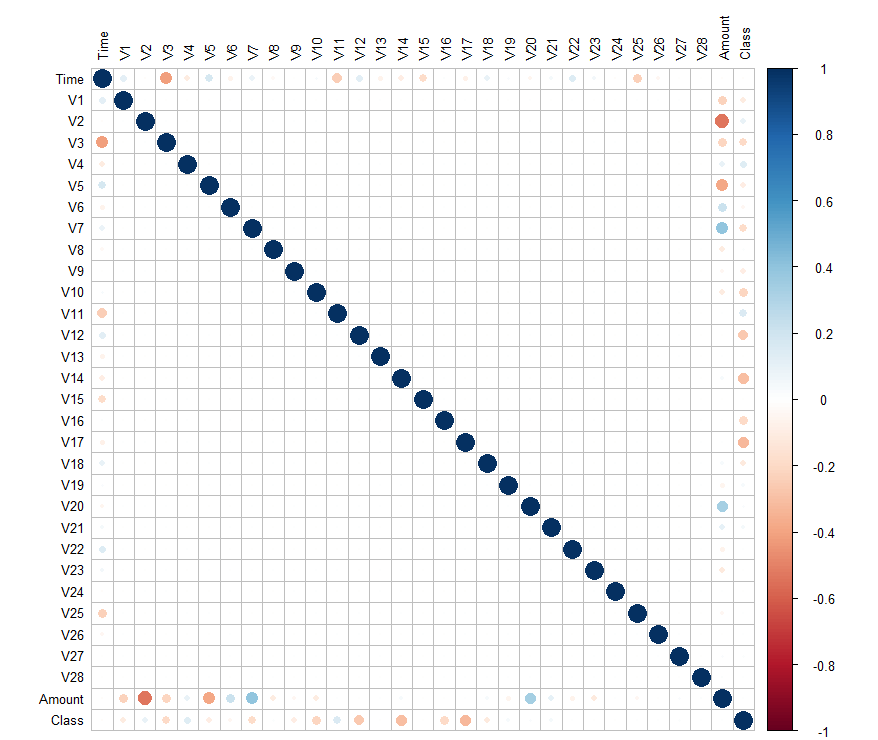 Time V1 V2 V3 V4 V5 V6 V7 V8 V9 V10 V11 V12 V13 V14 V15 V16 V17 V18 V19 V20 V21 V22 V23 V24 V25 V26 V27 V28 Amount Class
Time
V1
V2
V3
V4
V5
V6
V7
V8
V9
V10
V11
V12
V13
V14
V15
V16
V17
V18
V19
V20
V21
V22
V23
V24
V25
V26
V27
V28
Amount
Class
1
0.8
0.6
0.4
0.2
0
-0.2
-0.4
-0.6
-0.8
-1